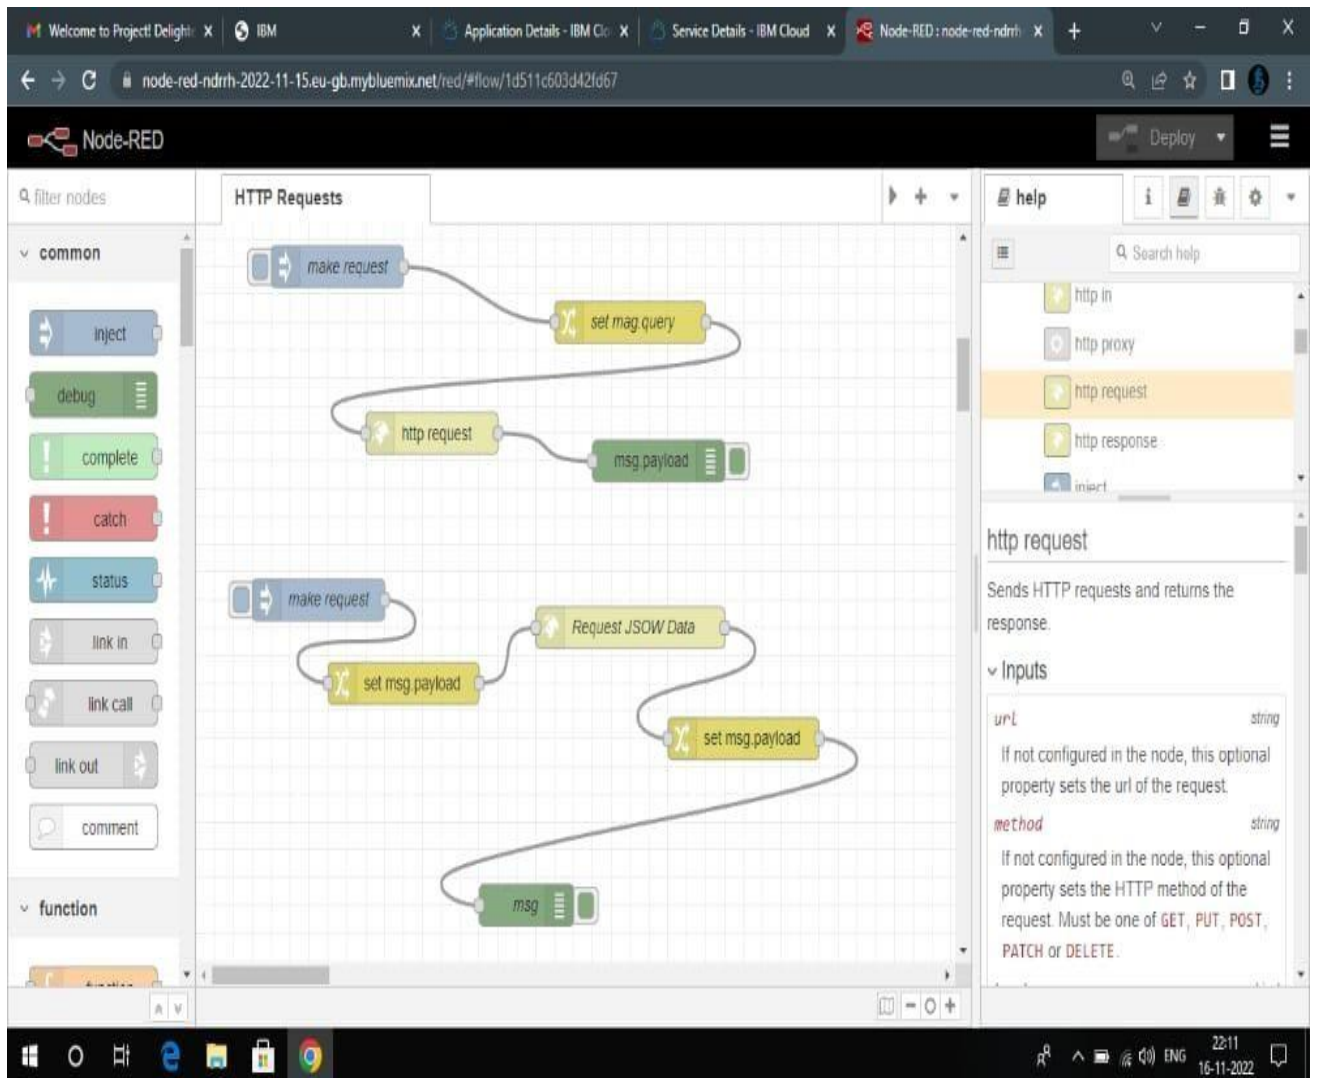 Welcome to Project! Delight
IBM
Application Details - IBM Clo
Service Details - IBM Cloud
Node-RED : node-red-ndrrh
node-red-ndrrh-2022-11-15.eu-gb.mybluemix.net/red/#flow/1d511c603d42fd67
Node-RED
Deploy
filter nodes
HTTP Requests
help
common
Search help
make request
http in
inject
set mag.query
http proxy
debug
http request
http request
http response
complete
msg.payload
inject
catch
http request
status
make request
Sends HTTP requests and returns the
response.
Request JSOW Data
link in
Inputs
set msg.payload
link call
url string
set msg.payload
If not configured in the node, this optional
property sets the url of the request.
link out
method string
comment
If not configured in the node, this optional
property sets the HTTP method of the
request. Must be one of GET, PUT, POST,
PATCH or DELETE.
function
msg
function
ENG
22:11
16-11-2022